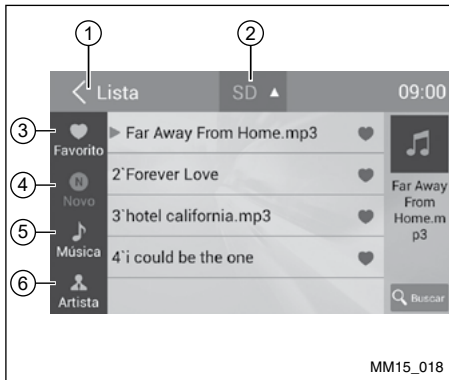 1
2
Lista
SD
09:00
3
Favorito
Far Away From Home.mp3
4
N
Novo
2`Forever Love
Far Away
From
Home.m
p3
5
Música
3`hotel california.mp3
6
Artista
4`i could be the one
Buscar
MM15_018